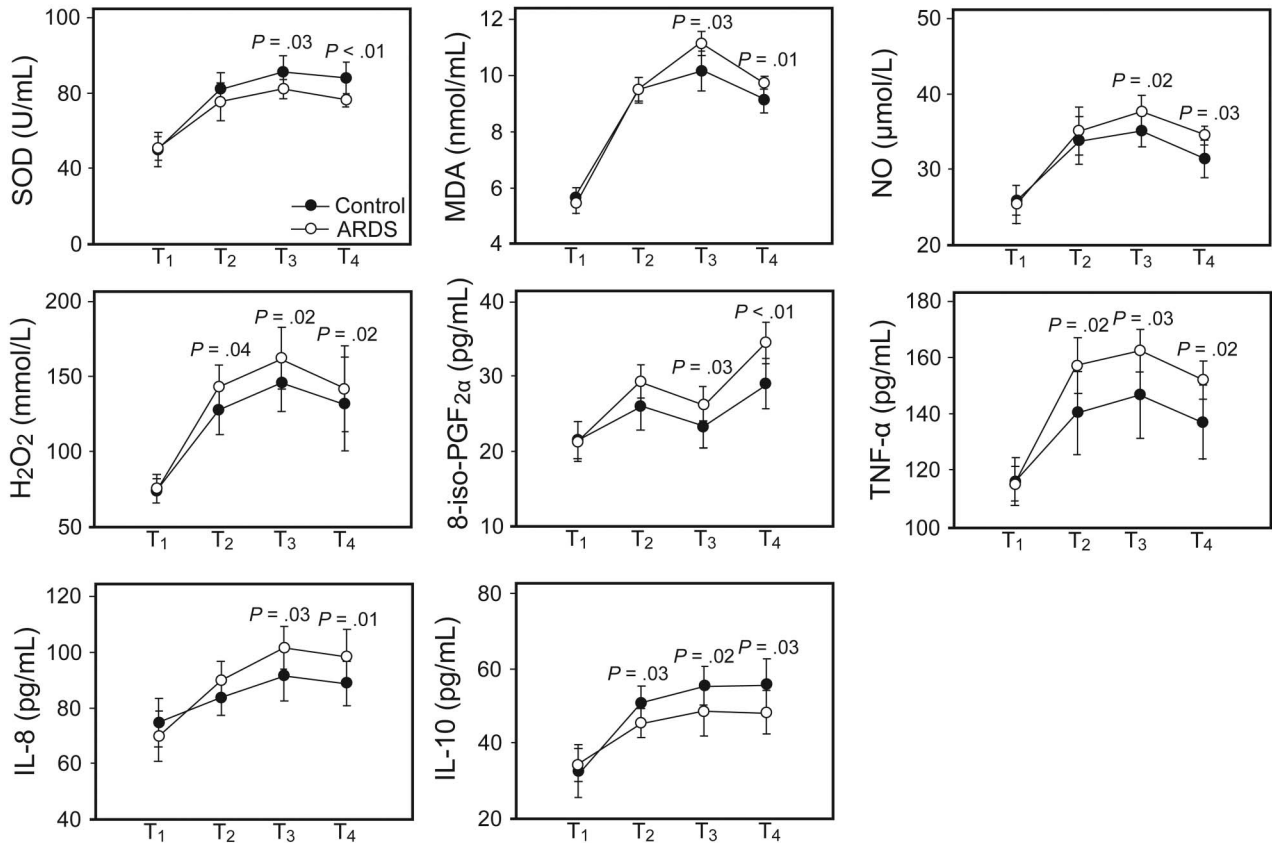 SOD (U/mL)
100
80
40
0
P = .03
P < .01
Control
ARDS
T1 T2 T3 T4
MDA (nmol/mL)
12
10
8
6
4
P = .03
P = .01
T1 T2 T3 T4
NO (μmol/L)
50
40
30
20
P = .02
P = .03
T1 T2 T3 T4
H2O2 (mmol/L)
200
150
100
50
P = .04
P = .02
P = .02
T1 T2 T3 T4
8-iso-PGF2α (pg/mL)
40
30
20
10
P = .03
P < .01
T1 T2 T3 T4
TNF-α (pg/mL)
180
160
140
120
100
P = .02
P = .03
P = .02
T1 T2 T3 T4
IL-8 (pg/mL)
120
100
80
60
40
P = .03
P = .01
T1 T2 T3 T4
IL-10 (pg/mL)
80
60
40
20
P = .03
P = .02
P = .03
T1 T2 T3 T4